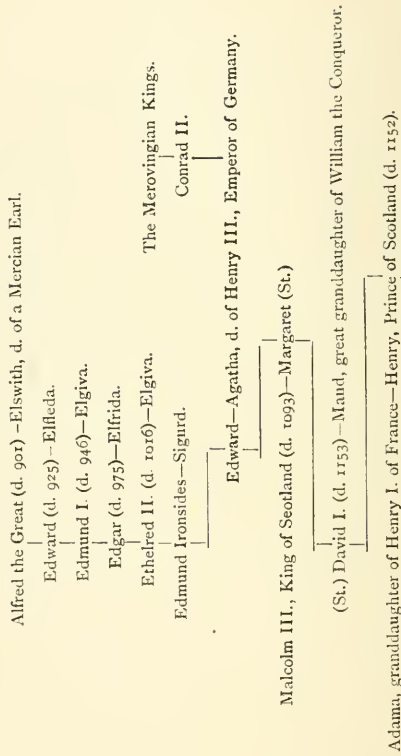 Alfred the Great (d. 901)–Elswith, d. of a Mercian Earl.
Edward (d. 925)–Elfleda.
Edmund I. (d. 946)–Elgiva.
Edgar (d. 975)–Elfrida.
Ethelred II. (d. 1016)–Elgiva. The Merovingian Kings.
Edmund Ironsides–Sigurd. Conrad II.
Edward–Agatha, d. of Henry III., Emperor of Germany.
Malcolm III., King of Seotland (d. 1093)–Margaret (St.)
(St.) David I. (d. 1153)–Maud, great granddaughter of William the Conqueror.
Adama, granddaughter of Henry I. of France–Henry, Prince of Scotland (d. 1152).